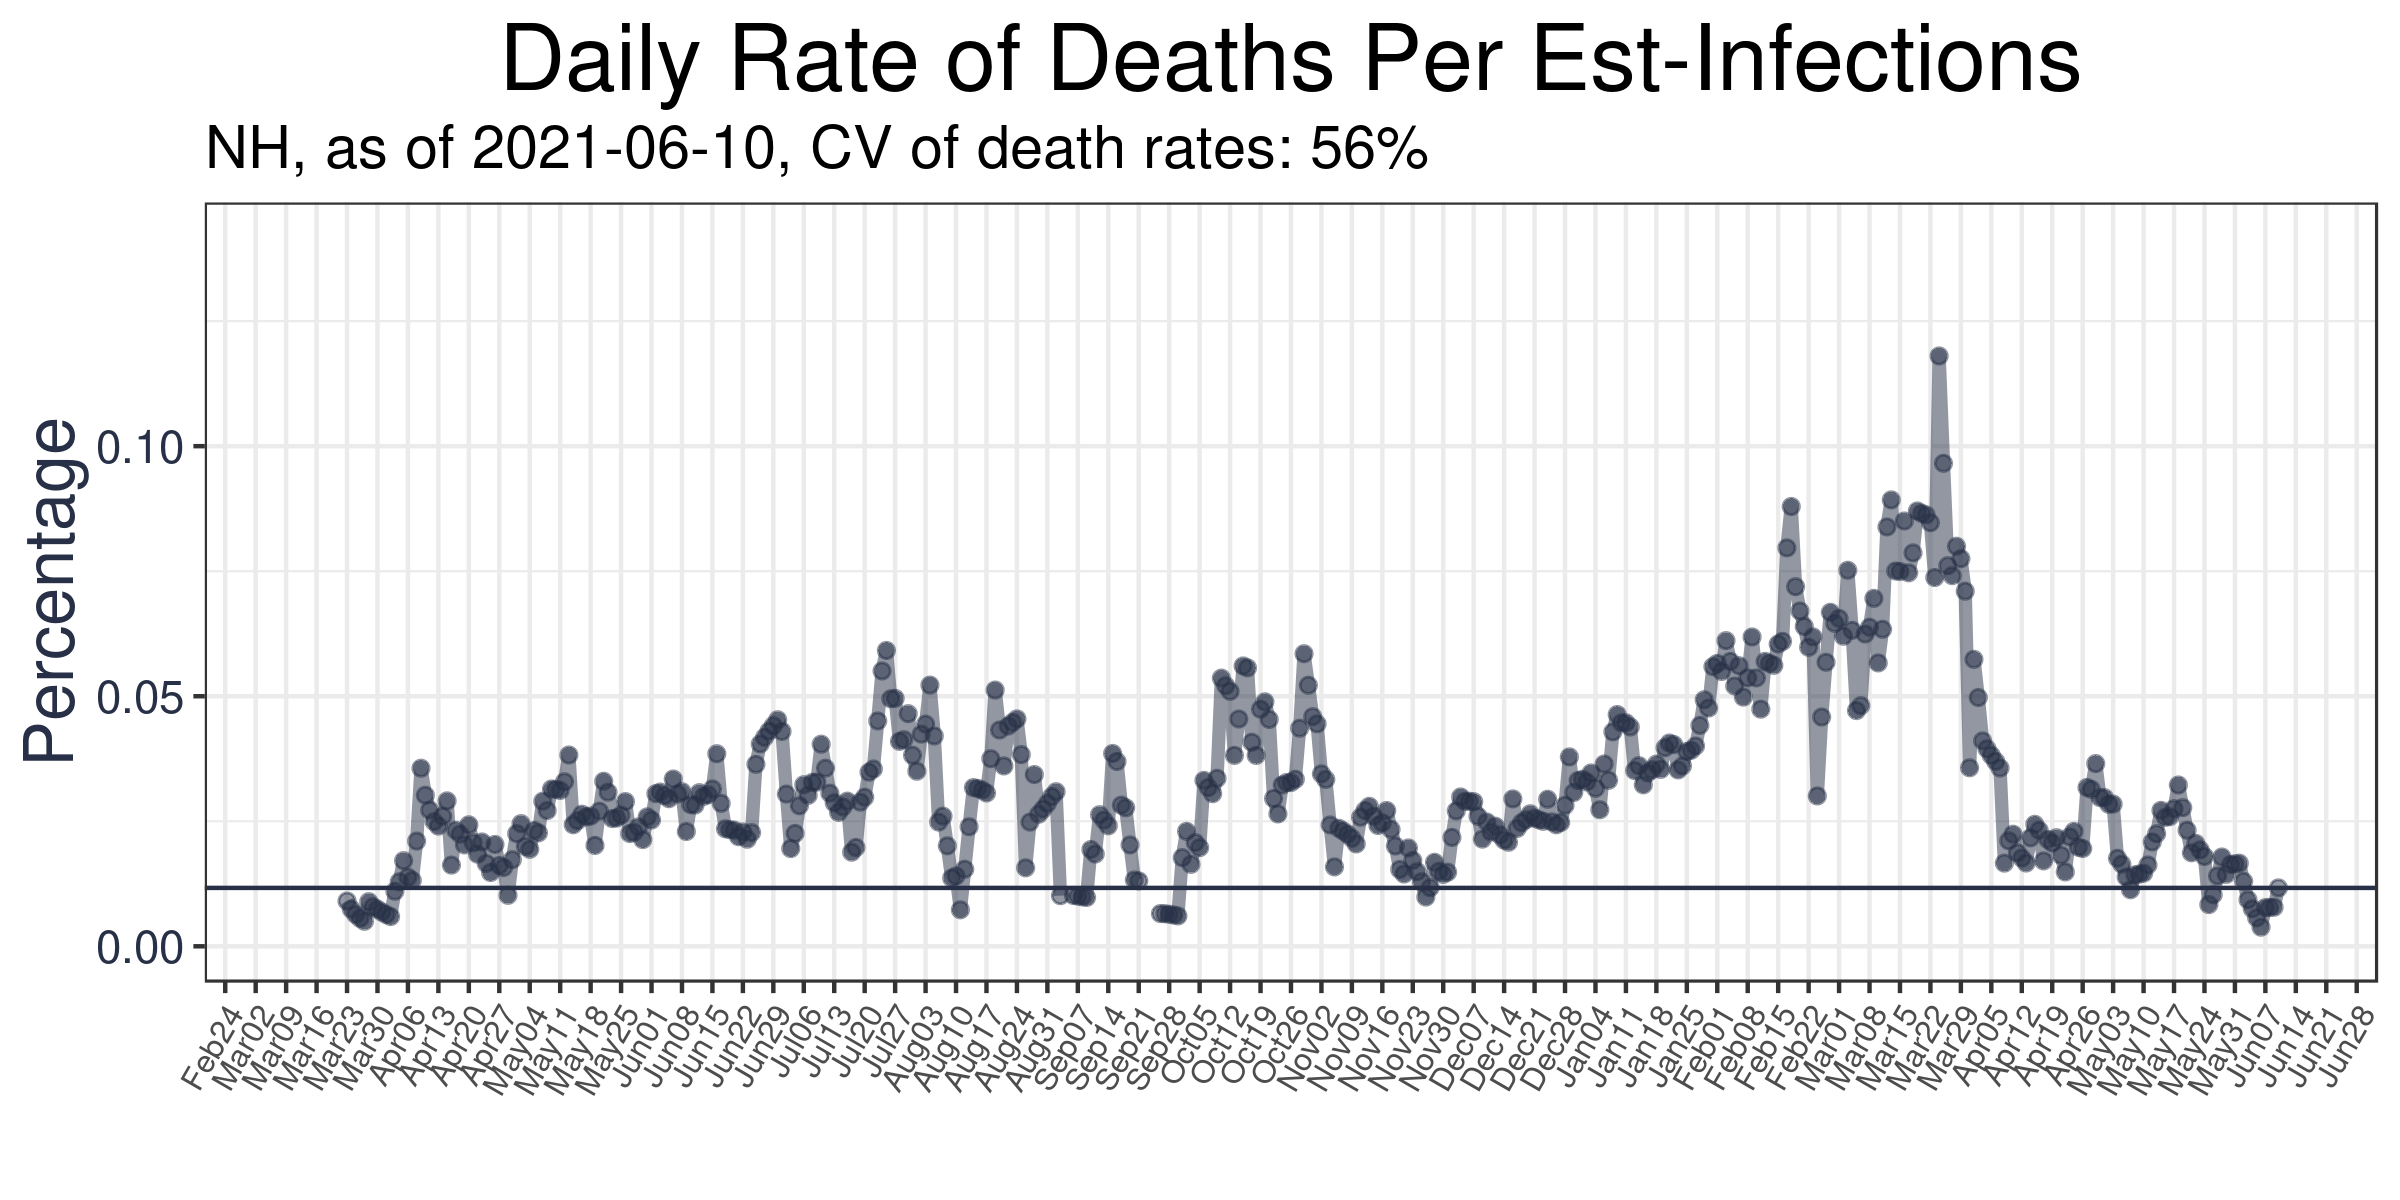 Daily Rate of Deaths Per Est-Infections
NH, as of 2021-06-10, CV of death rates: 56%
Percentage
0.10
0.05
0.00
Feb24
Mar02
Mar09
Mar16
Mar23
Mar30
Apr06
Apr13
Apr20
Apr27
May04
May11
May18
May25
Jun01
Jun08
Jun15
Jun22
Jun29
Jul06
Jul13
Jul20
Jul27
Aug03
Aug10
Aug17
Aug24
Aug31
Sep07
Sep14
Sep21
Sep28
Oct05
Oct12
Oct19
Oct26
Nov02
Nov09
Nov16
Nov23
Nov30
Dec07
Dec14
Dec21
Dec28
Jan04
Jan11
Jan18
Jan25
Feb01
Feb08
Feb15
Feb22
Mar01
Mar08
Mar15
Mar22
Mar29
Apr05
Apr12
Apr19
Apr26
May03
May10
May17
May24
May31
Jun07
Jun14
Jun21
Jun28